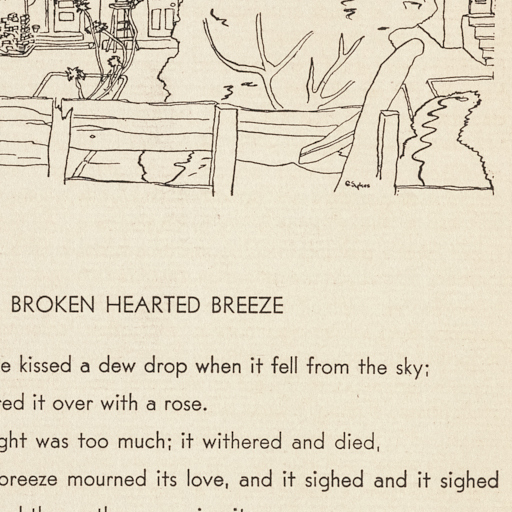 ©Sykes
BROKEN HEARTED BREEZE
e kissed a dew drop when it fell from the sky;
red it over with a rose.
ght was too much; it withered and died,
breeze mourned its love, and it sighed and it sighed